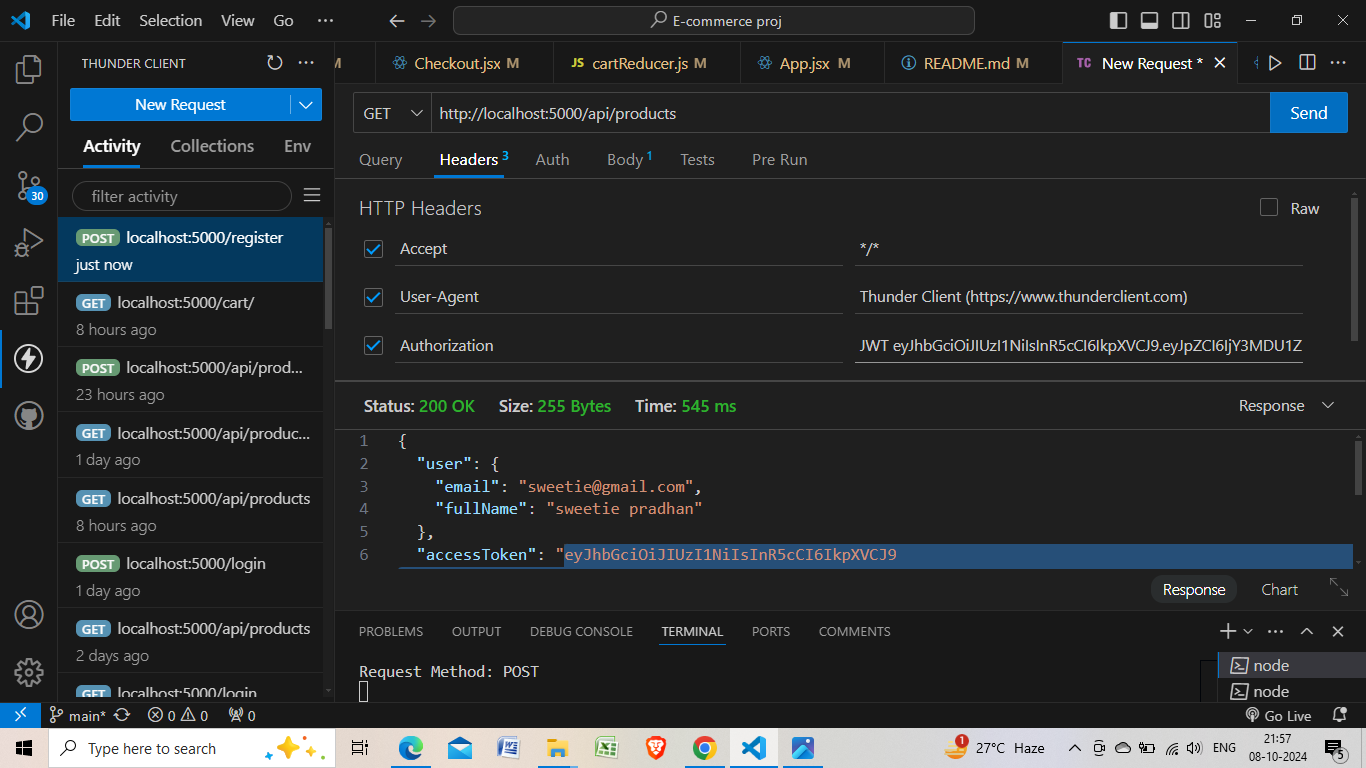 File Edit Selection View Go ··· E-commerce proj
THUNDER CLIENT ···
New Request
Activity Collections Env
filter activity
POST localhost:5000/register
just now
GET localhost:5000/cart/
8 hours ago
POST localhost:5000/api/prod...
23 hours ago
GET localhost:5000/api/produc...
1 day ago
GET localhost:5000/api/products
8 hours ago
POST localhost:5000/login
1 day ago
GET localhost:5000/api/products
2 days ago
GET localhost:5000/login
30
M Checkout.jsx M JS cartReducer.js M App.jsx M README.md M TC New Request * ···
GET http://localhost:5000/api/products Send
Query Headers 3 Auth Body 1 Tests Pre Run
HTTP Headers Raw
Accept */*
User-Agent Thunder Client (https://www.thunderclient.com)
Authorization JWT eyJhbGciOiJIUzI1NiIsInR5cCI6IkpXVCJ9.eyJpZCI6IjY3MDU1Z
Status: 200 OK Size: 255 Bytes Time: 545 ms Response
1 {
2 "user": {
3 "email": "sweetie@gmail.com",
4 "fullName": "sweetie pradhan"
5 },
6 "accessToken": "eyJhbGciOiJIUzI1NiIsInR5cCI6IkpXVCJ9
Response Chart
PROBLEMS OUTPUT DEBUG CONSOLE TERMINAL PORTS COMMENTS ···
Request Method: POST
node
node
main* 0 0 0 Go Live
Type here to search 1 27°C Haze ENG 21:57
08-10-2024 5